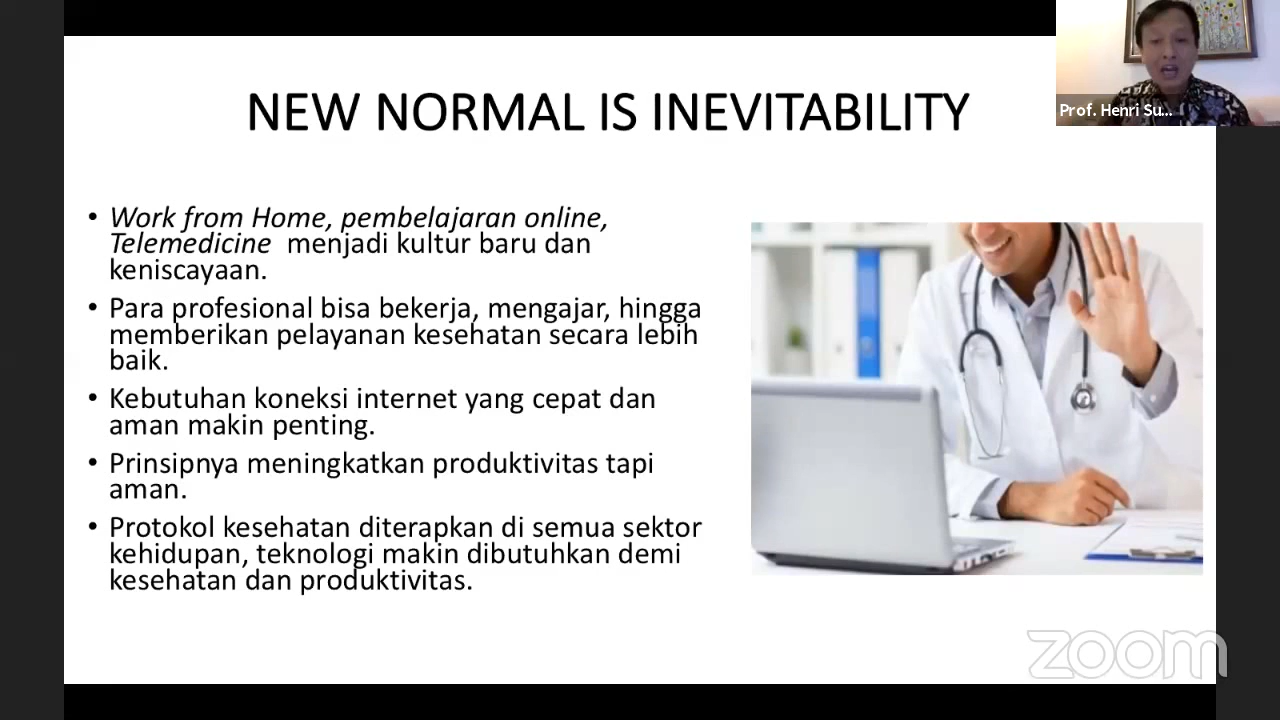 NEW NORMAL IS INEVITABILITY
Prof. Henri Su...
• Work from Home, pembelajaran online,
Telemedicine menjadi kultur baru dan
keniscayaan.
• Para profesional bisa bekerja, mengajar, hingga
memberikan pelayanan kesehatan secara lebih
baik.
• Kebutuhan koneksi internet yang cepat dan
aman makin penting.
• Prinsipnya meningkatkan produktivitas tapi
aman.
• Protokol kesehatan diterapkan di semua sektor
kehidupan, teknologi makin dibutuhkan demi
kesehatan dan produktivitas.
zoom